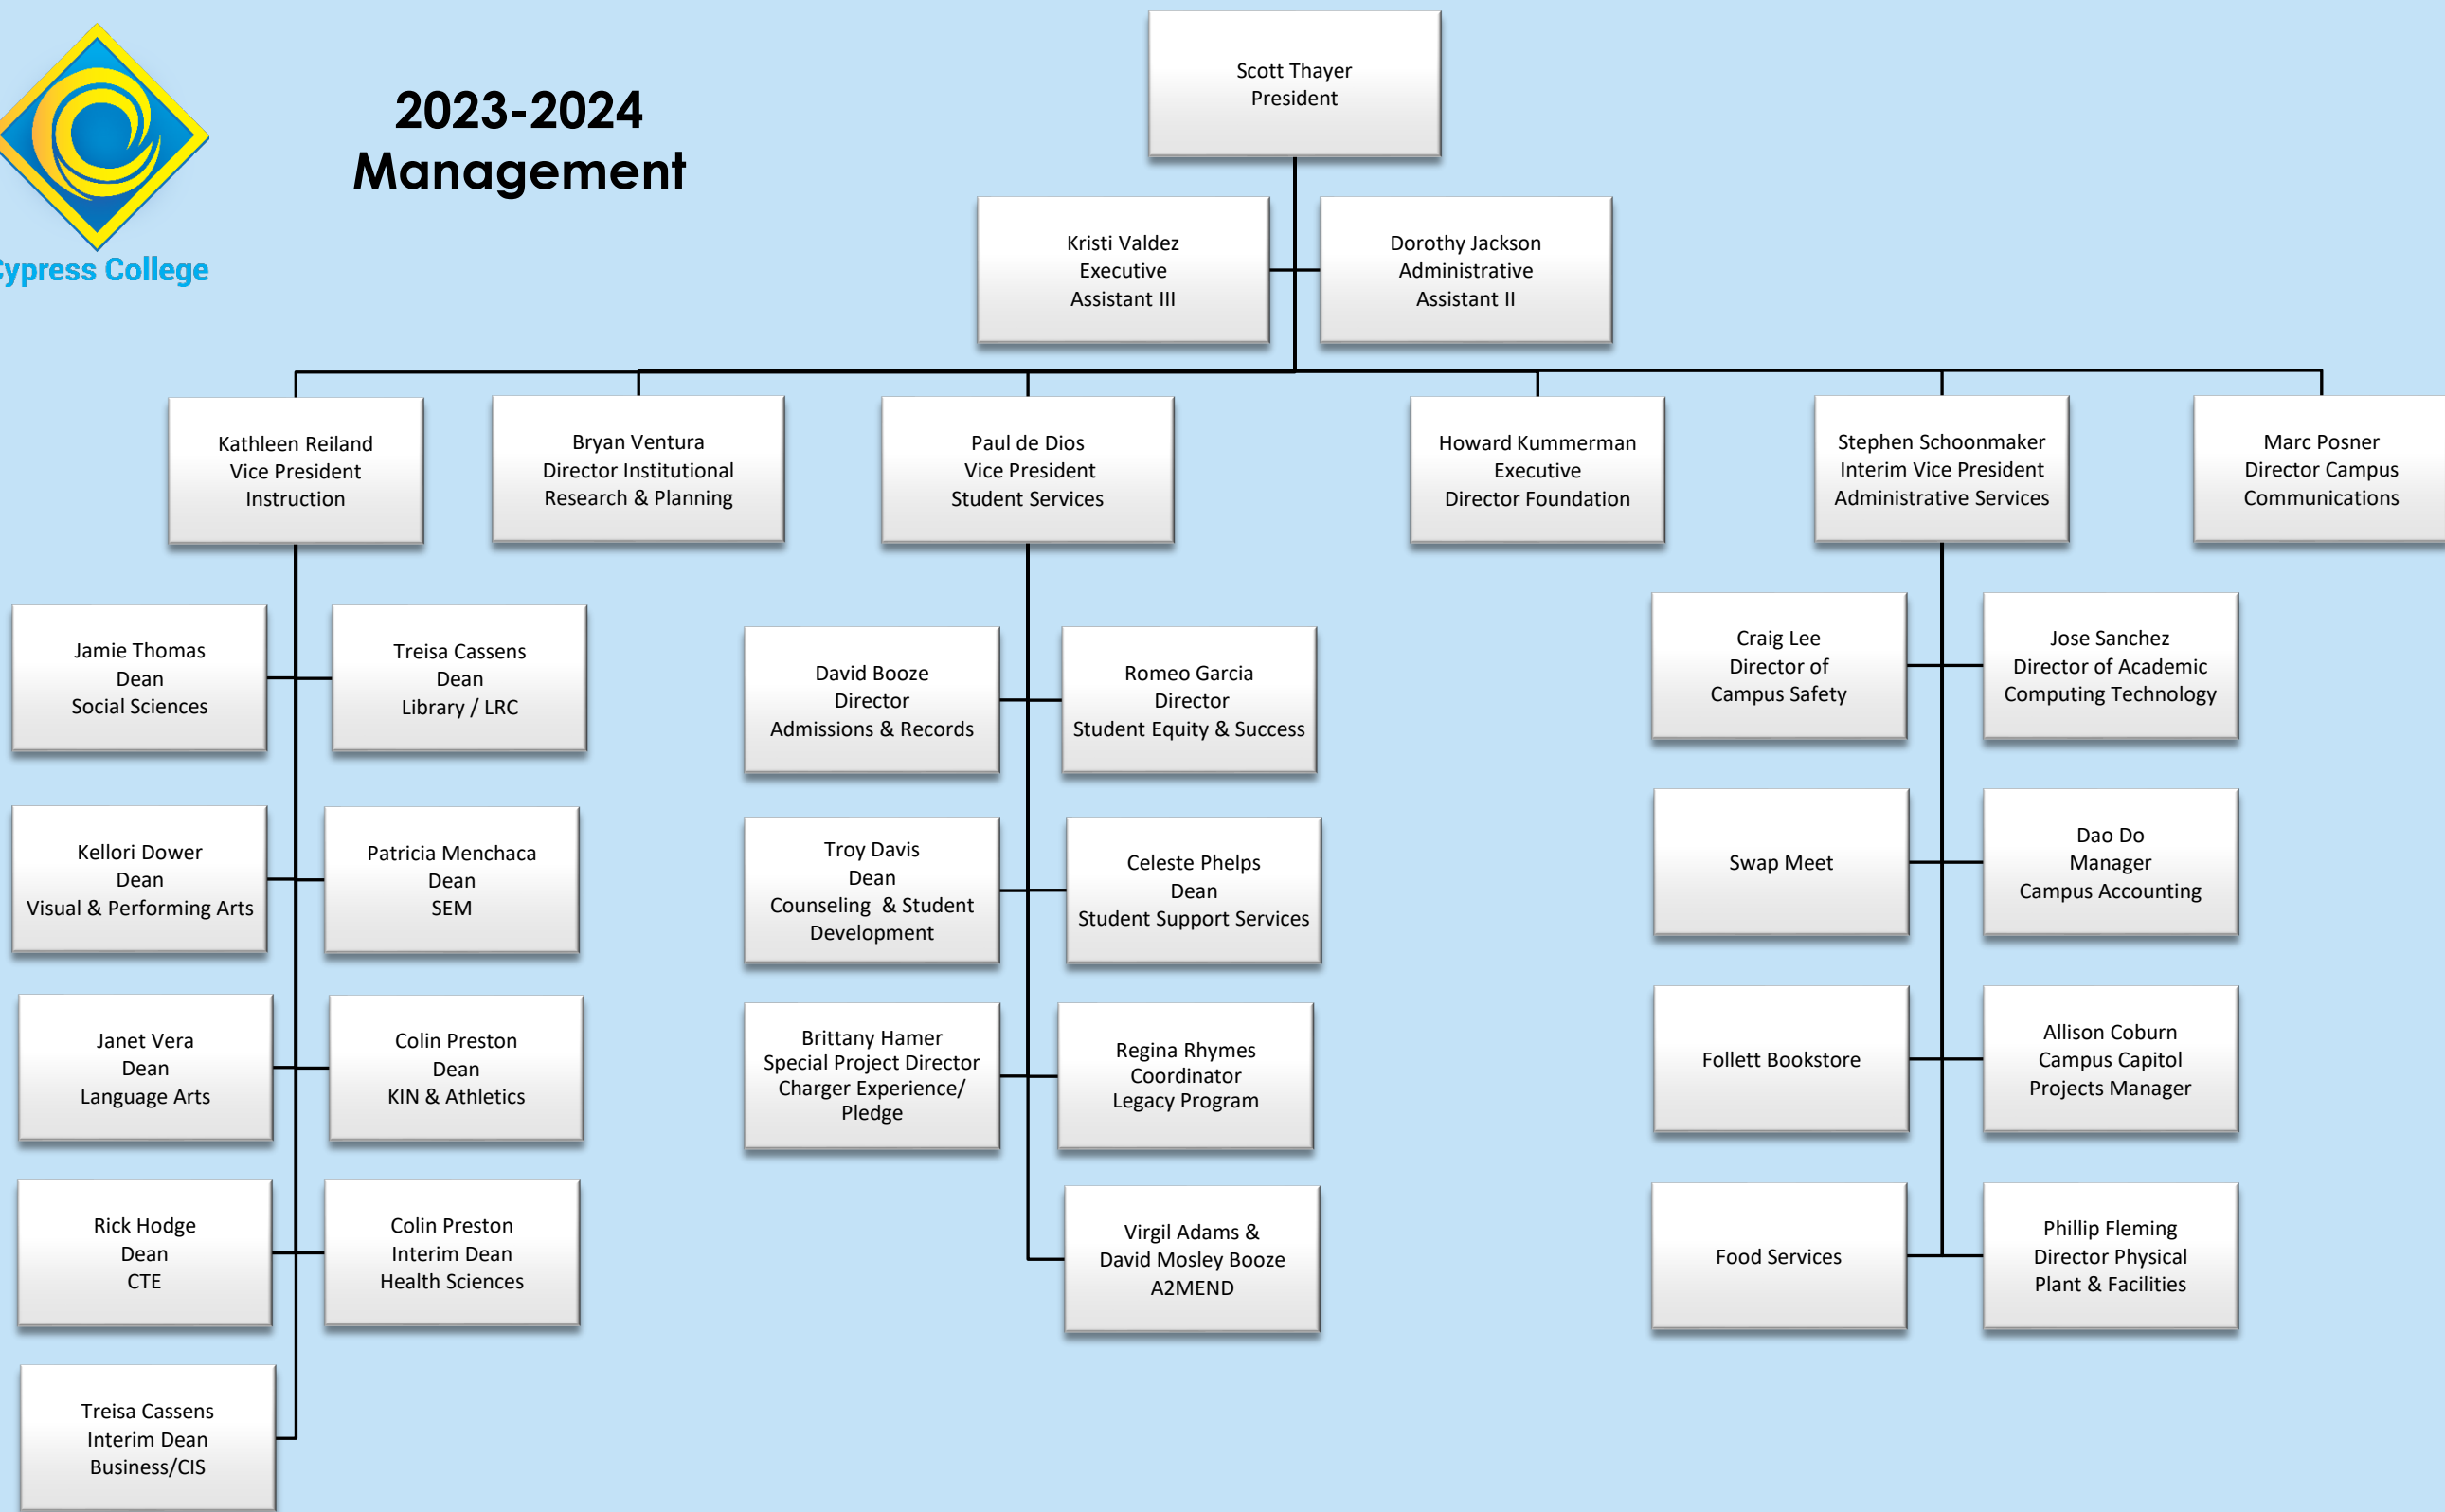 2023-2024
Management
Cypress College
Scott Thayer
President
Kristi Valdez
Executive
Assistant III
Dorothy Jackson
Administrative
Assistant II
Kathleen Reiland
Vice President
Instruction
Bryan Ventura
Director Institutional
Research & Planning
Paul de Dios
Vice President
Student Services
Howard Kummerman
Executive
Director Foundation
Stephen Schoonmaker
Interim Vice President
Administrative Services
Marc Posner
Director Campus
Communications
Jamie Thomas
Dean
Social Sciences
Treisa Cassens
Dean
Library / LRC
Kellori Dower
Dean
Visual & Performing Arts
Patricia Menchaca
Dean
SEM
Janet Vera
Dean
Language Arts
Colin Preston
Dean
KIN & Athletics
Rick Hodge
Dean
CTE
Colin Preston
Interim Dean
Health Sciences
Treisa Cassens
Interim Dean
Business/CIS
David Booze
Director
Admissions & Records
Romeo Garcia
Director
Student Equity & Success
Troy Davis
Dean
Counseling & Student
Development
Celeste Phelps
Dean
Student Support Services
Brittany Hamer
Special Project Director
Charger Experience/
Pledge
Regina Rhymes
Coordinator
Legacy Program
Virgil Adams &
David Mosley Booze
A2MEND
Craig Lee
Director of
Campus Safety
Jose Sanchez
Director of Academic
Computing Technology
Swap Meet
Dao Do
Manager
Campus Accounting
Follett Bookstore
Allison Coburn
Campus Capitol
Projects Manager
Food Services
Phillip Fleming
Director Physical
Plant & Facilities